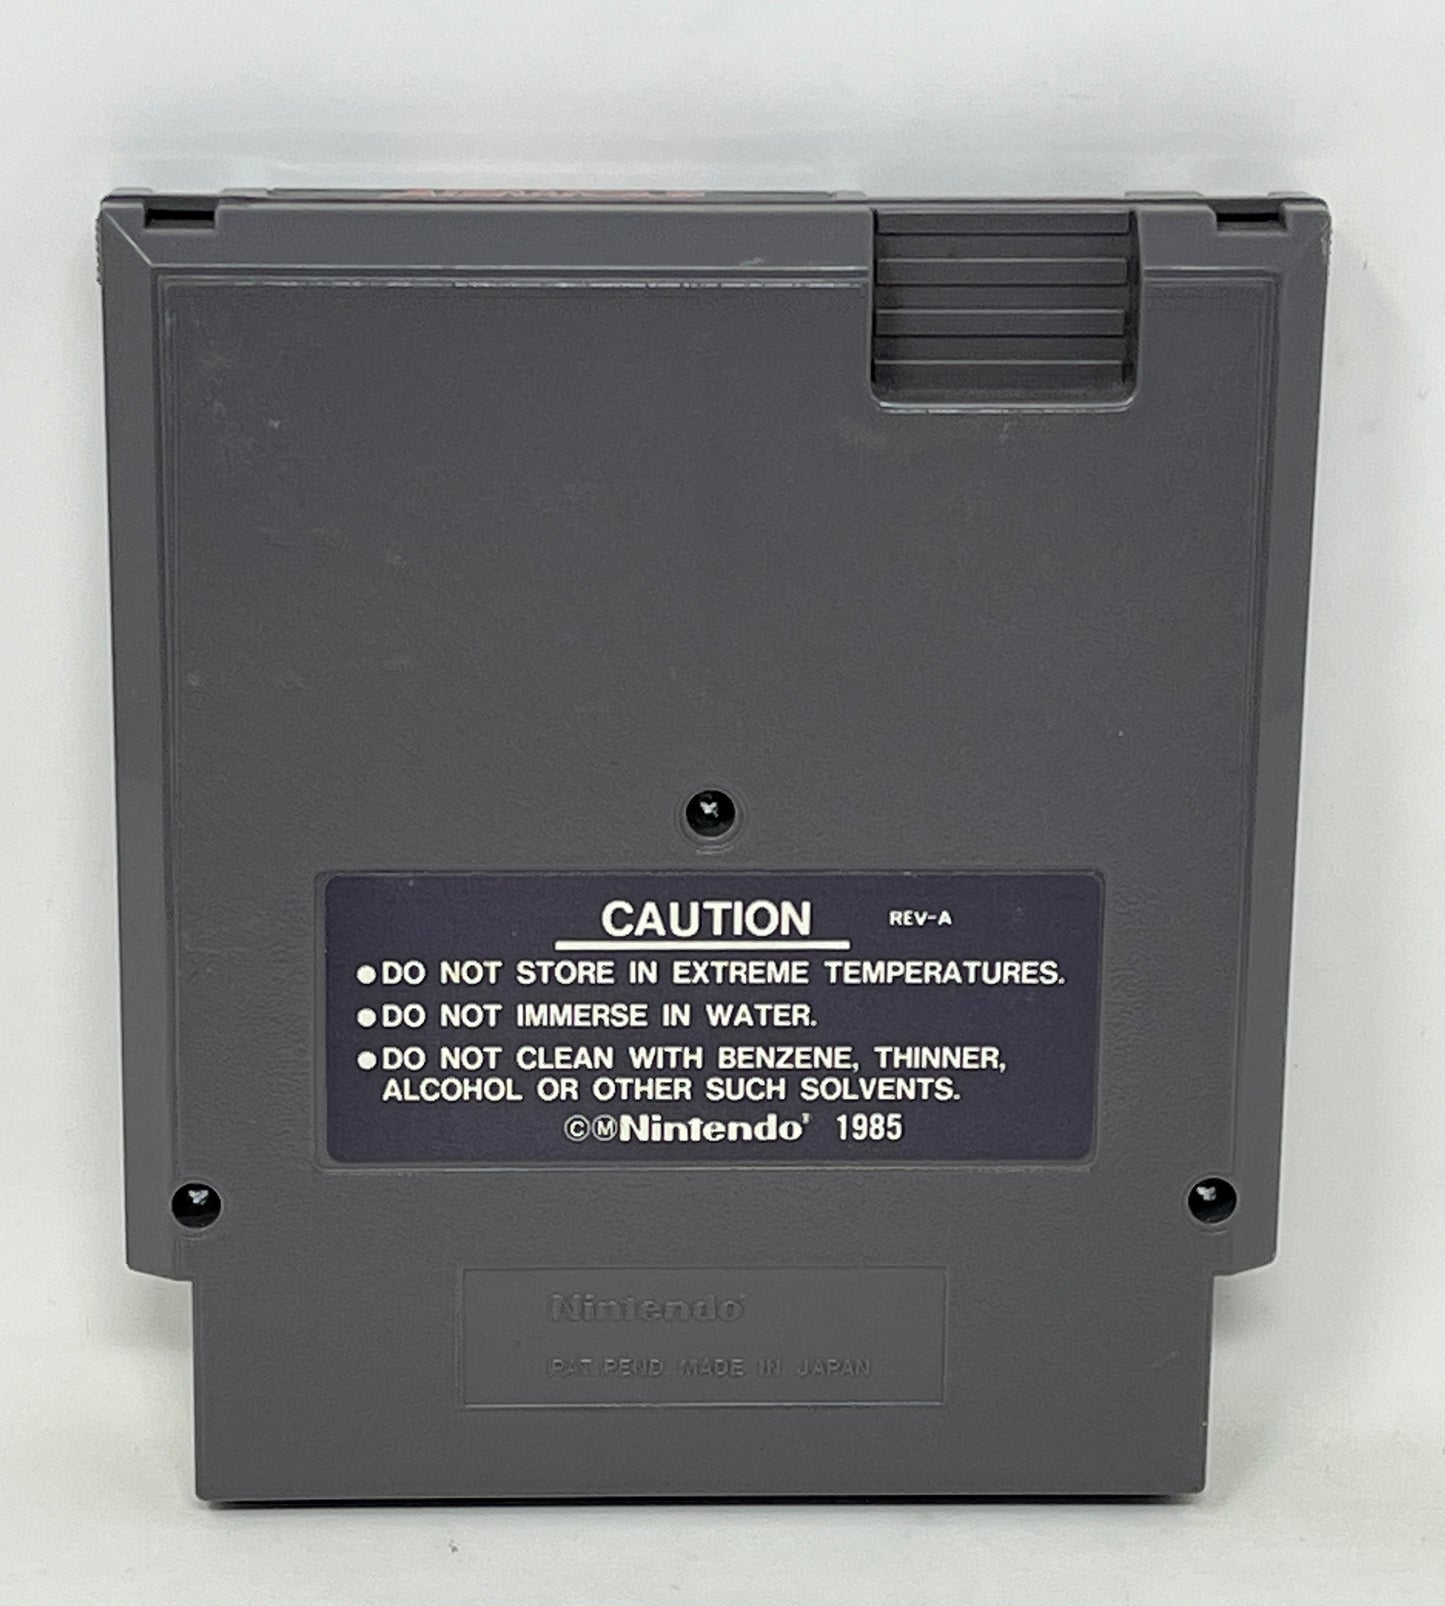 CAUTION REV-A
●DO NOT STORE IN EXTREME TEMPERATURES.
●DO NOT IMMERSE IN WATER.
●DO NOT CLEAN WITH BENZENE, THINNER,
ALCOHOL OR OTHER SUCH SOLVENTS.
©ⓂNintendo 1985
Nintendo
PAT. PEND. MADE IN JAPAN